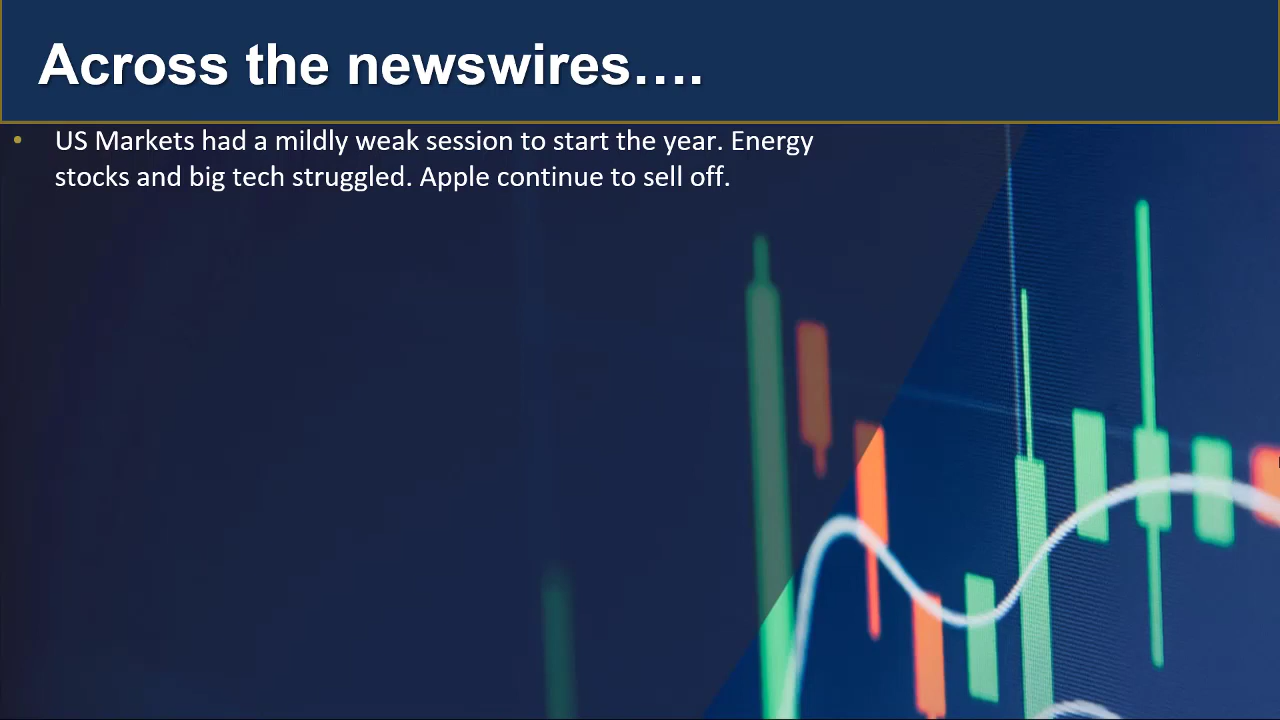 Across the newswires….
• US Markets had a mildly weak session to start the year. Energy
stocks and big tech struggled. Apple continue to sell off.